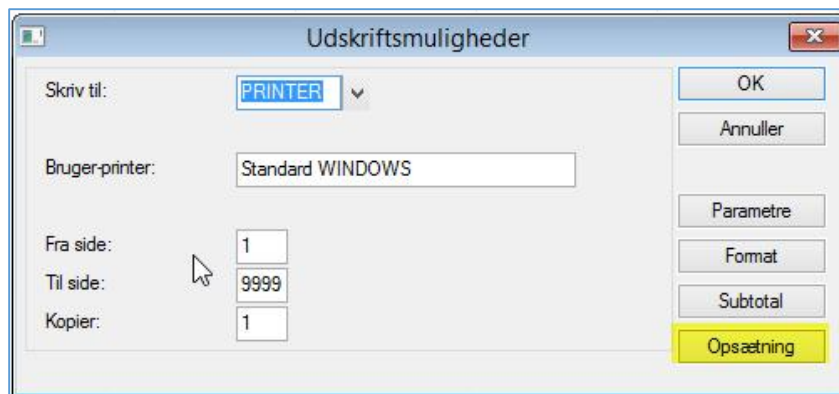 Udskriftsmuligheder
Skriv til: PRINTER
OK
Annuller
Bruger-printer: Standard WINDOWS
Parametre
Fra side: 1
Format
Til side: 9999
Subtotal
Kopier: 1
Opsætning